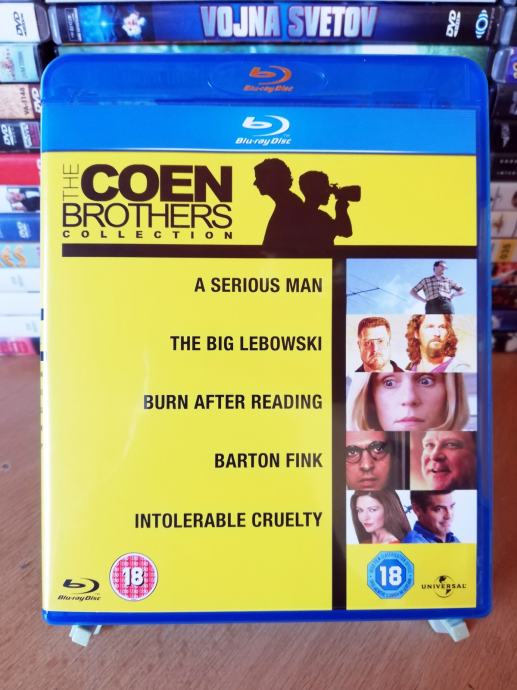 VOJNA SVETOV
DVD
Blu-ray Disc
Blu-ray Disc
THE
COEN
BROTHERS
COLLECTION
A SERIOUS MAN
THE BIG LEBOWSKI
BURN AFTER READING
BARTON FINK
INTOLERABLE CRUELTY
Blu-ray Disc
18
18
UNIVERSAL